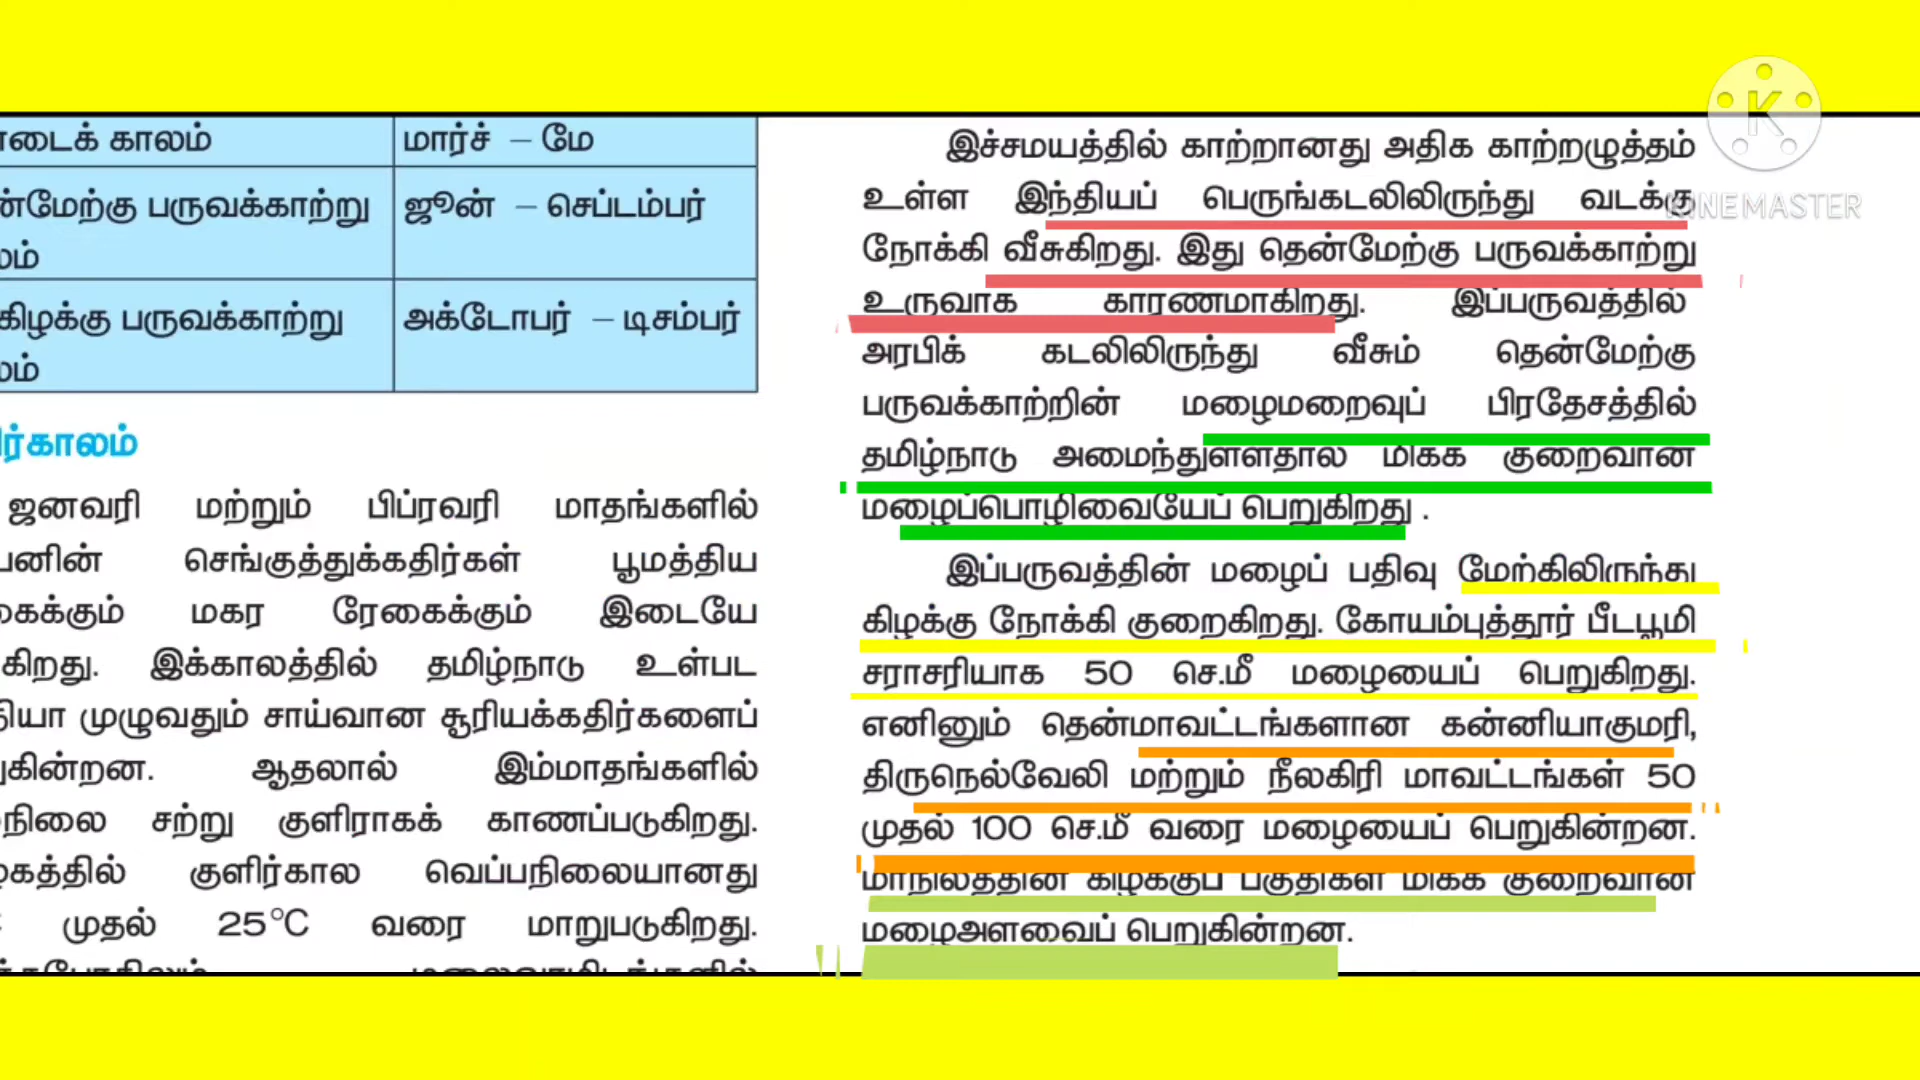 காலம்
மார்ச் – மே
பருவக்காற்று
ஜூன் – செப்டம்பர்
பருவக்காற்று
அக்டோபர் – டிசம்பர்
ஜனவரி மற்றும் பிப்ரவரி மாதங்களில்
செங்குத்துக்கதிர்கள் பூமத்திய
மகர ரேகைக்கும் இடையே
இக்காலத்தில் தமிழ்நாடு உள்பட
முழுவதும் சாய்வான சூரியக்கதிர்களைப்
ஆதலால் இம்மாதங்களில்
சற்று குளிராகக் காணப்படுகிறது.
குளிர்கால வெப்பநிலையானது
முதல் 25°C வரை மாறுபடுகிறது.
இச்சமயத்தில் காற்றானது அதிக காற்றழுத்தம்
உள்ள இந்தியப் பெருங்கடலிலிருந்து வடக்கு
நோக்கி வீசுகிறது. இது தென்மேற்கு பருவக்காற்று
உருவாக காரணமாகிறது. இப்பருவத்தில்
அரபிக் கடலிலிருந்து வீசும் தென்மேற்கு
பருவக்காற்றின் மழைமறைவுப் பிரதேசத்தில்
தமிழ்நாடு அமைந்துள்ளதால் மிக்க குறைவான
மழைப்பொழிவையேப் பெறுகிறது .
இப்பருவத்தின் மழைப் பதிவு மேற்கிலிருந்து
கிழக்கு நோக்கி குறைகிறது. கோயம்புத்தூர் பீடபூமி
சராசரியாக 50 செ.மீ மழையைப் பெறுகிறது.
எனினும் தென்மாவட்டங்களான கன்னியாகுமரி,
திருநெல்வேலி மற்றும் நீலகிரி மாவட்டங்கள் 50
முதல் 100 செ.மீ வரை மழையைப் பெறுகின்றன.
மாநிலத்தின் கிழக்குப் பகுதிகள் மிக்க குறைவான
மழைஅளவைப் பெறுகின்றன.
KINEMASTER